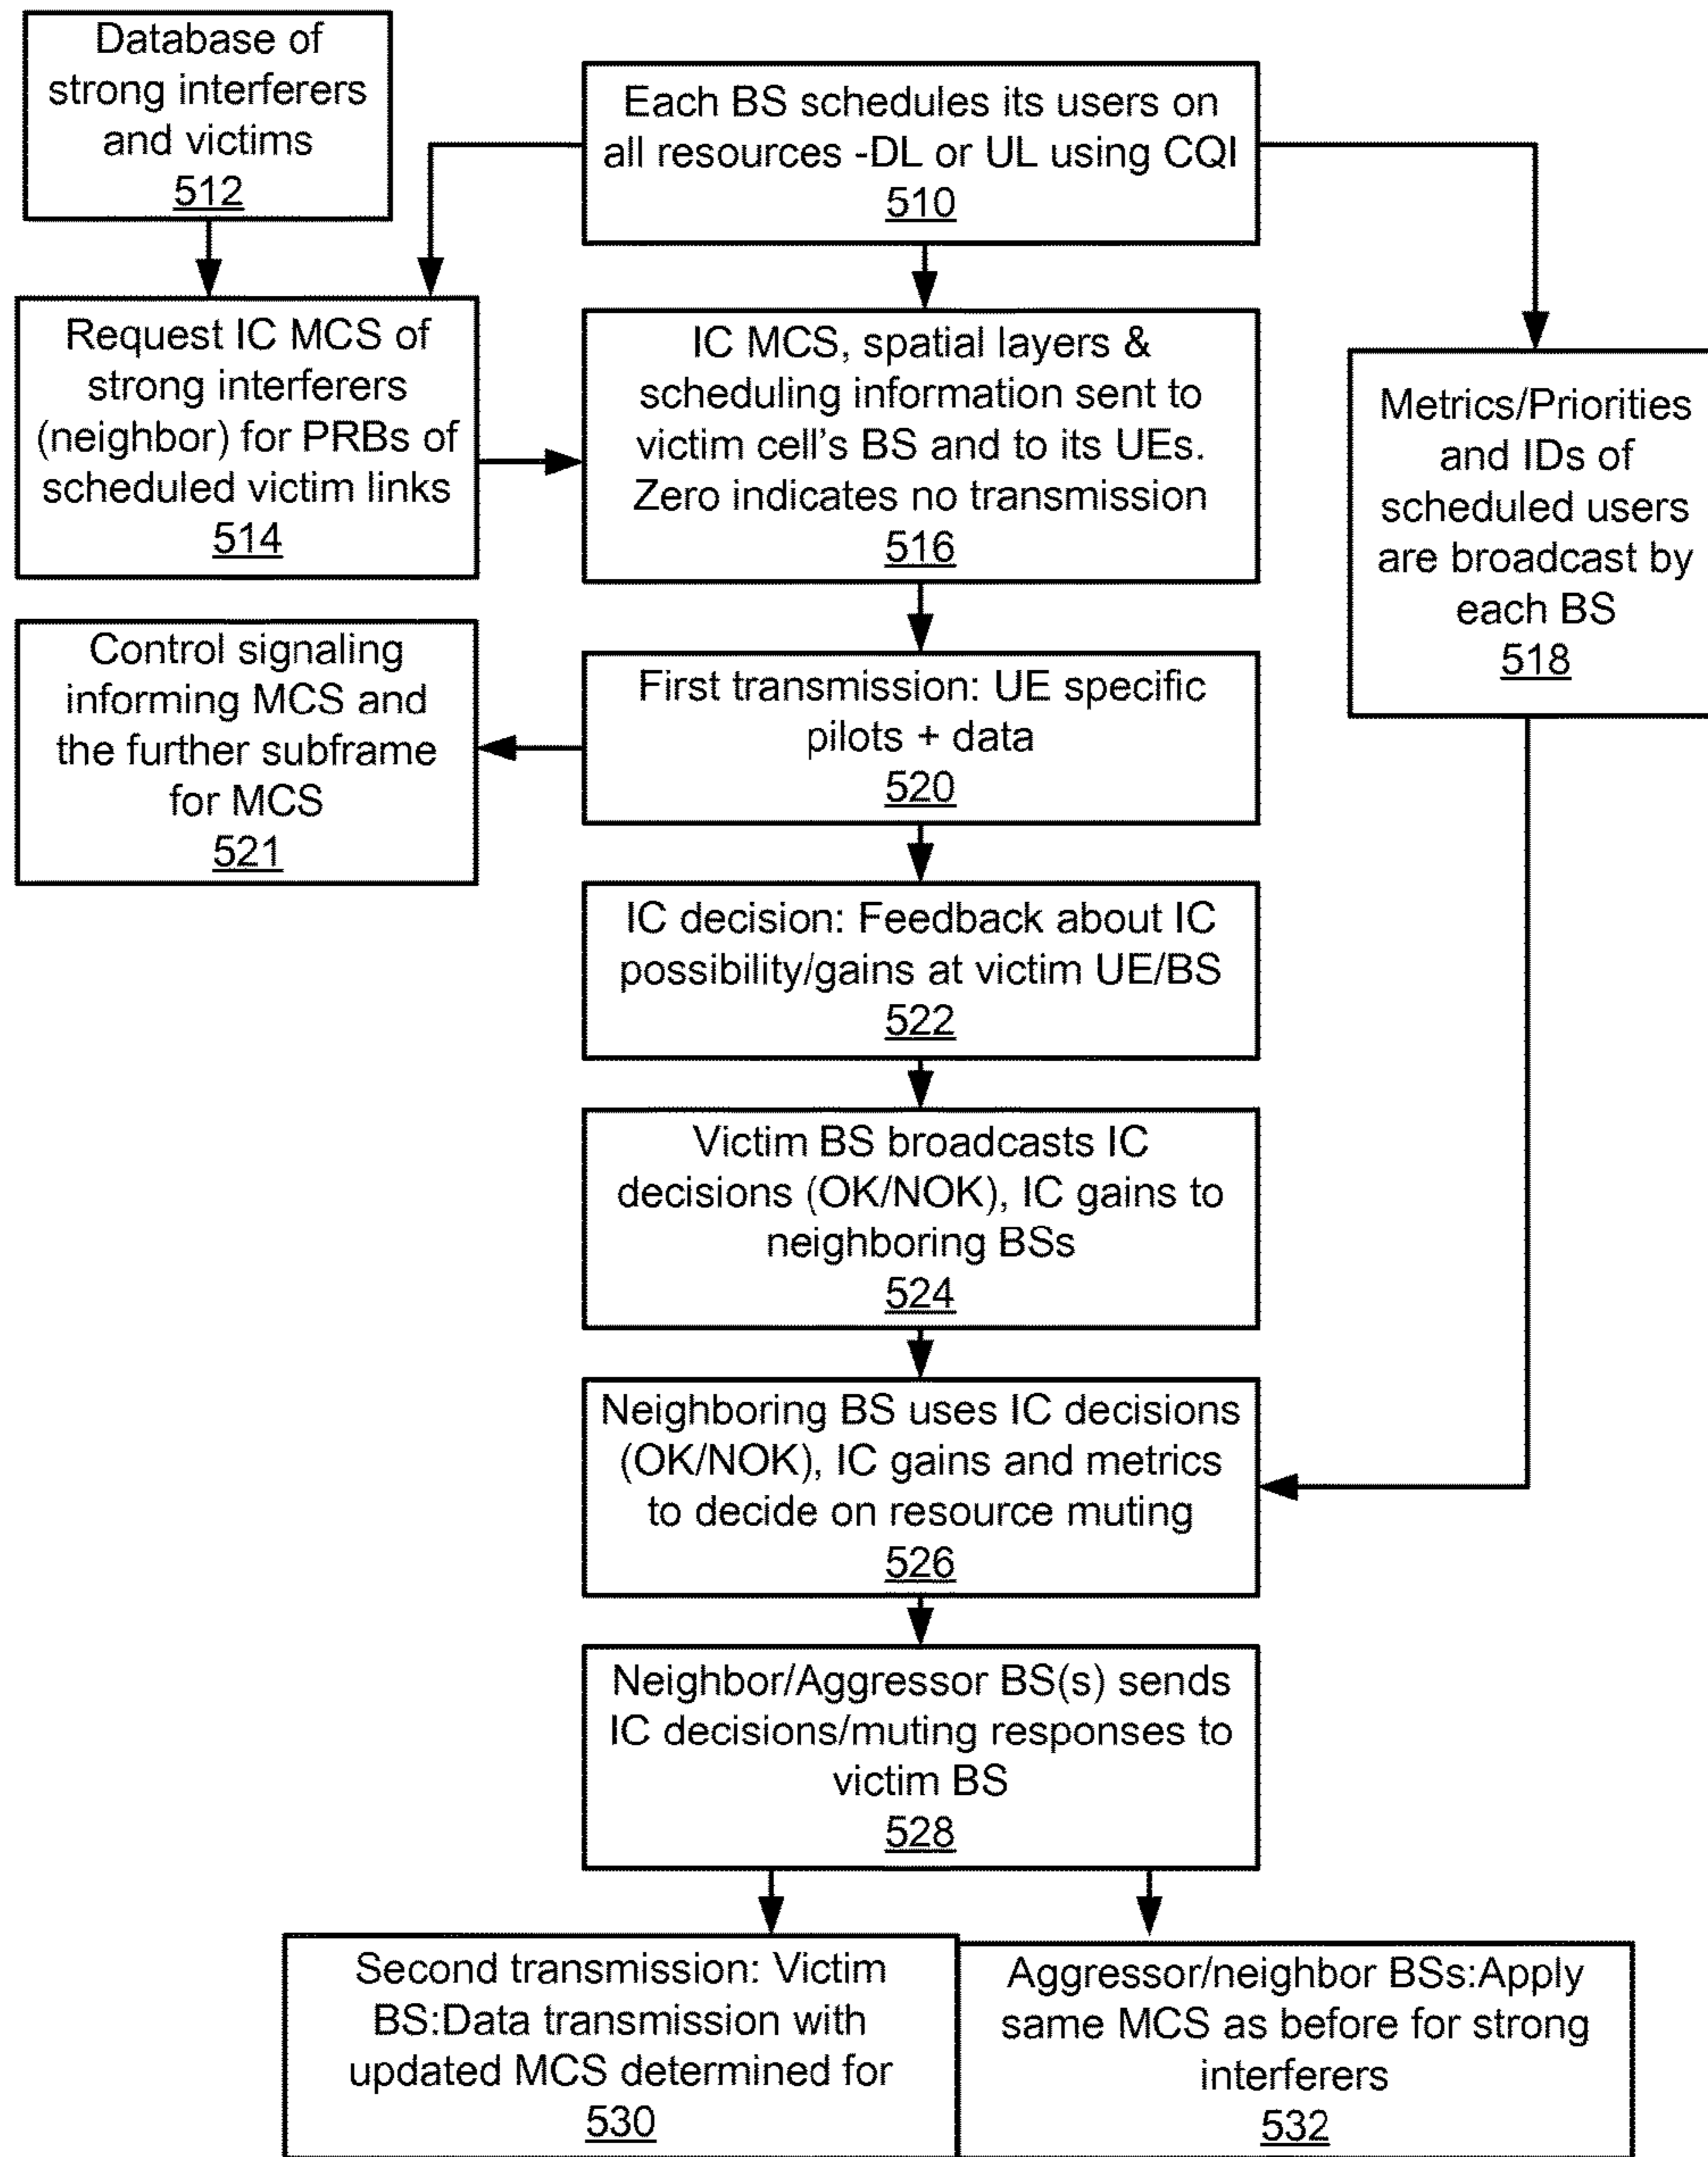 Database of
strong interferers
and victims
512
Each BS schedules its users on
all resources -DL or UL using CQI
510
Request IC MCS of
strong interferers
(neighbor) for PRBs of
scheduled victim links
514
IC MCS, spatial layers &
scheduling information sent to
victim cell's BS and to its UEs.
Zero indicates no transmission
516
Metrics/Priorities
and IDs of
scheduled users
are broadcast by
each BS
518
Control signaling
informing MCS and
the further subframe
for MCS
521
First transmission: UE specific
pilots + data
520
IC decision: Feedback about IC
possibility/gains at victim UE/BS
522
Victim BS broadcasts IC
decisions (OK/NOK), IC gains to
neighboring BSs
524
Neighboring BS uses IC decisions
(OK/NOK), IC gains and metrics
to decide on resource muting
526
Neighbor/Aggressor BS(s) sends
IC decisions/muting responses to
victim BS
528
Second transmission: Victim
BS:Data transmission with
updated MCS determined for
530
Aggressor/neighbor BSs:Apply
same MCS as before for strong
interferers
532